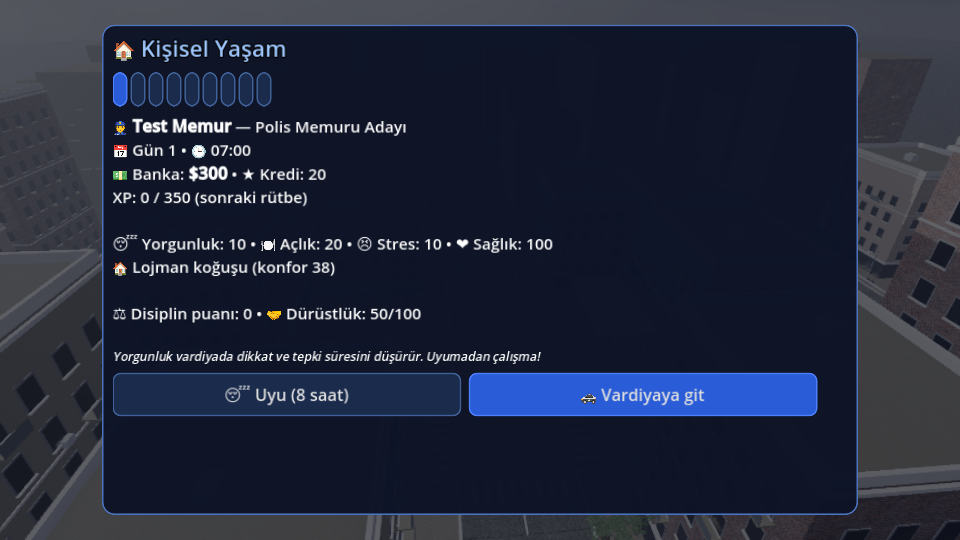 🏠 Kişisel Yaşam
👮 Test Memur — Polis Memuru Adayı
📅 Gün 1 • 🕒 07:00
💵 Banka: $300 • ★ Kredi: 20
XP: 0 / 350 (sonraki rütbe)
😴 Yorgunluk: 10 • 🍽 Açlık: 20 • ☹ Stres: 10 • ❤ Sağlık: 100
🏠 Lojman koğuşu (konfor 38)
⚖ Disiplin puanı: 0 • 🤝 Dürüstlük: 50/100
Yorgunluk vardiyada dikkat ve tepki süresini düşürür. Uyumadan çalışma!
😴 Uyu (8 saat)
🚓 Vardiyaya git